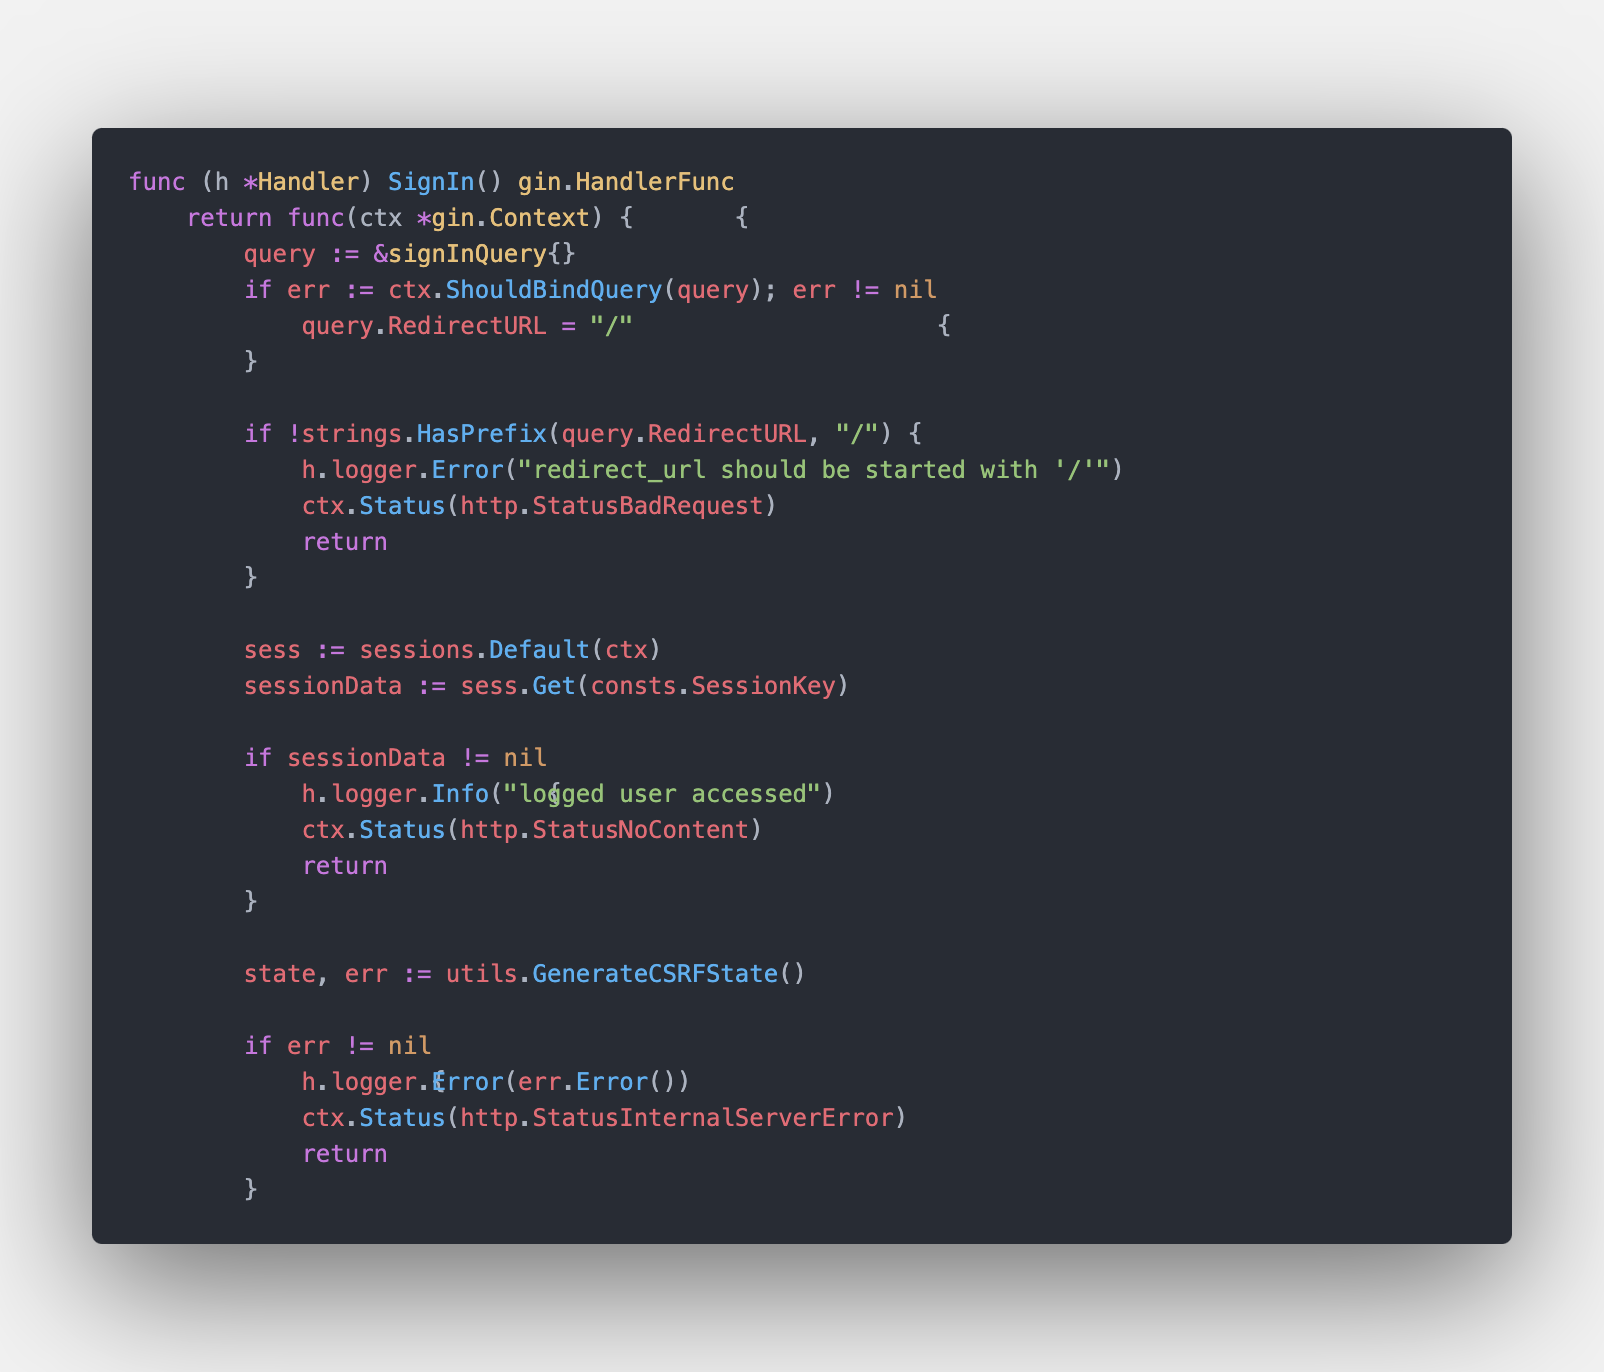 func (h *Handler) SignIn() gin.HandlerFunc
    return func(ctx *gin.Context) {       {
        query := &signInQuery{}
        if err := ctx.ShouldBindQuery(query); err != nil
            query.RedirectURL = "/"                     {
        }

        if !strings.HasPrefix(query.RedirectURL, "/") {
            h.logger.Error("redirect_url should be started with '/'")
            ctx.Status(http.StatusBadRequest)
            return
        }

        sess := sessions.Default(ctx)
        sessionData := sess.Get(consts.SessionKey)

        if sessionData != nil
            h.logger.Info("logged user accessed")
            ctx.Status(http.StatusNoContent)
            return
        }

        state, err := utils.GenerateCSRFState()

        if err != nil
            h.logger.Error(err.Error())
            ctx.Status(http.StatusInternalServerError)
            return
        }